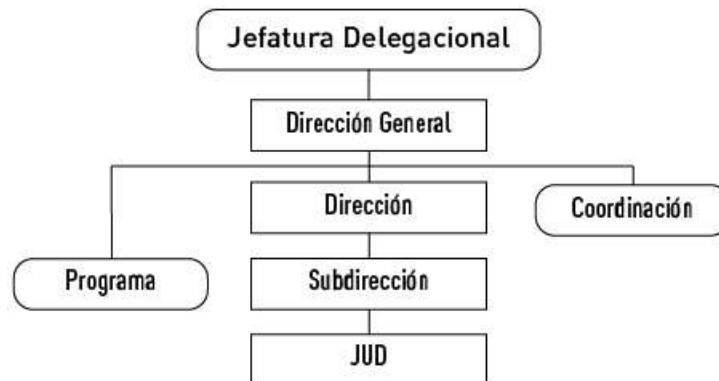 Jefatura Delegacional
Dirección General
Dirección
Coordinación
Programa
Subdirección
JUD